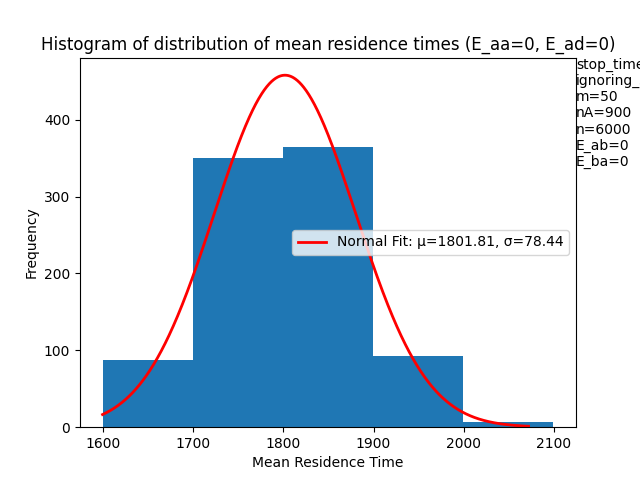 Histogram of distribution of mean residence times (E_aa=0, E_ad=0)
stop_time
ignoring_
m=50
nA=900
n=6000
E_ab=0
E_ba=0
Normal Fit: μ=1801.81, σ=78.44
Frequency
400
300
200
100
0
1600 1700 1800 1900 2000 2100
Mean Residence Time